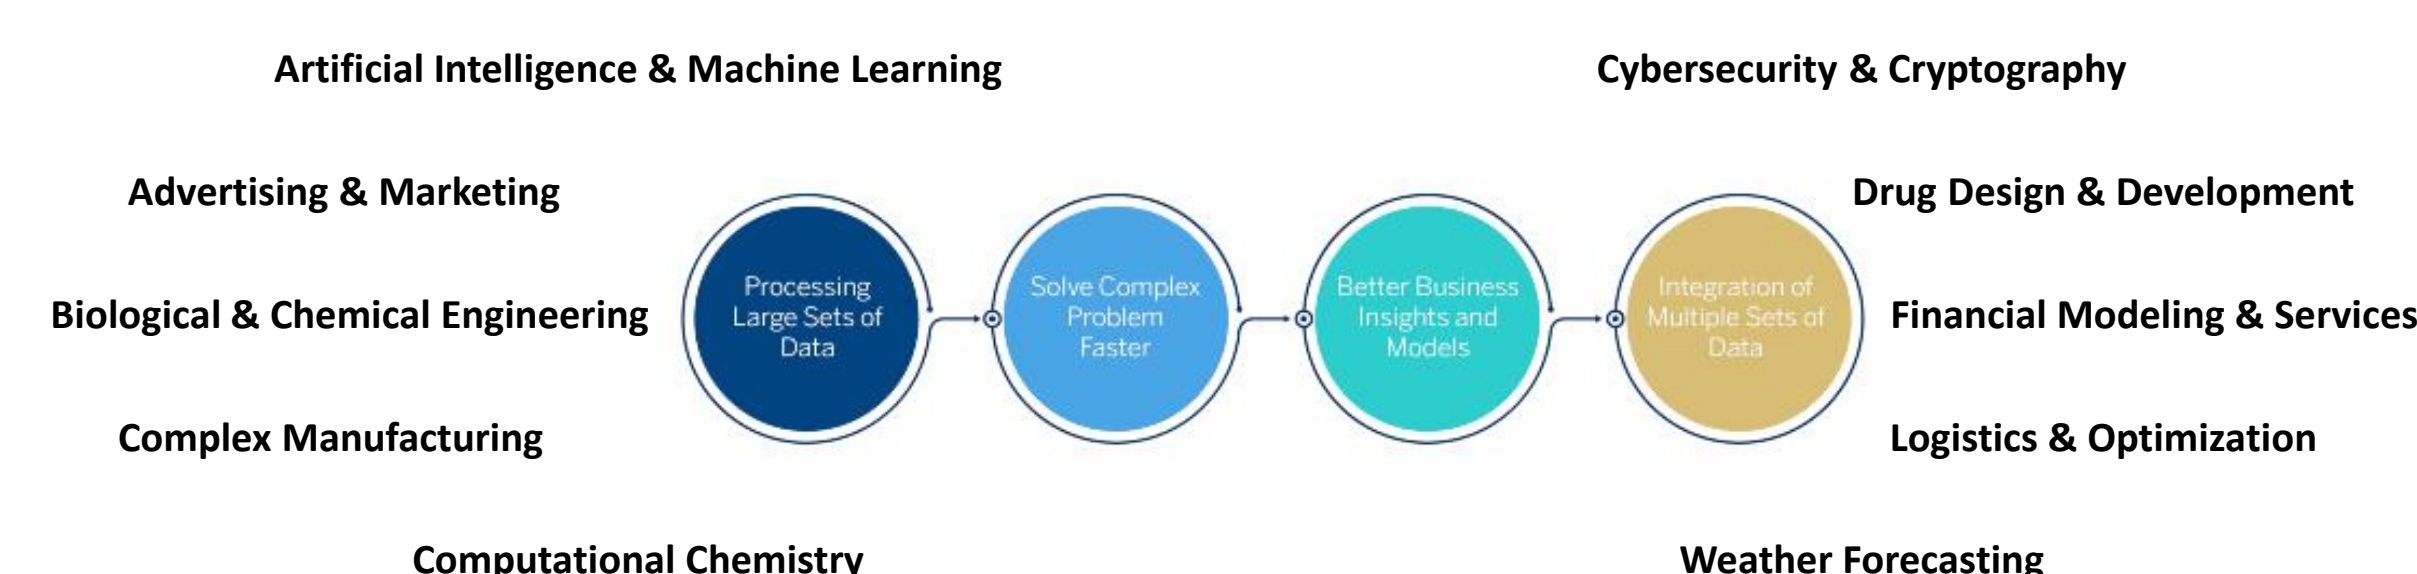 Artificial Intelligence & Machine Learning
Cybersecurity & Cryptography
Advertising & Marketing
Drug Design & Development
Biological & Chemical Engineering
Processing
Large Sets of
Data
Solve Complex
Problem
Faster
Better Business
Insights and
Models
Integration of
Multiple Sets of
Data
Financial Modeling & Services
Complex Manufacturing
Logistics & Optimization
Computational Chemistry
Weather Forecasting